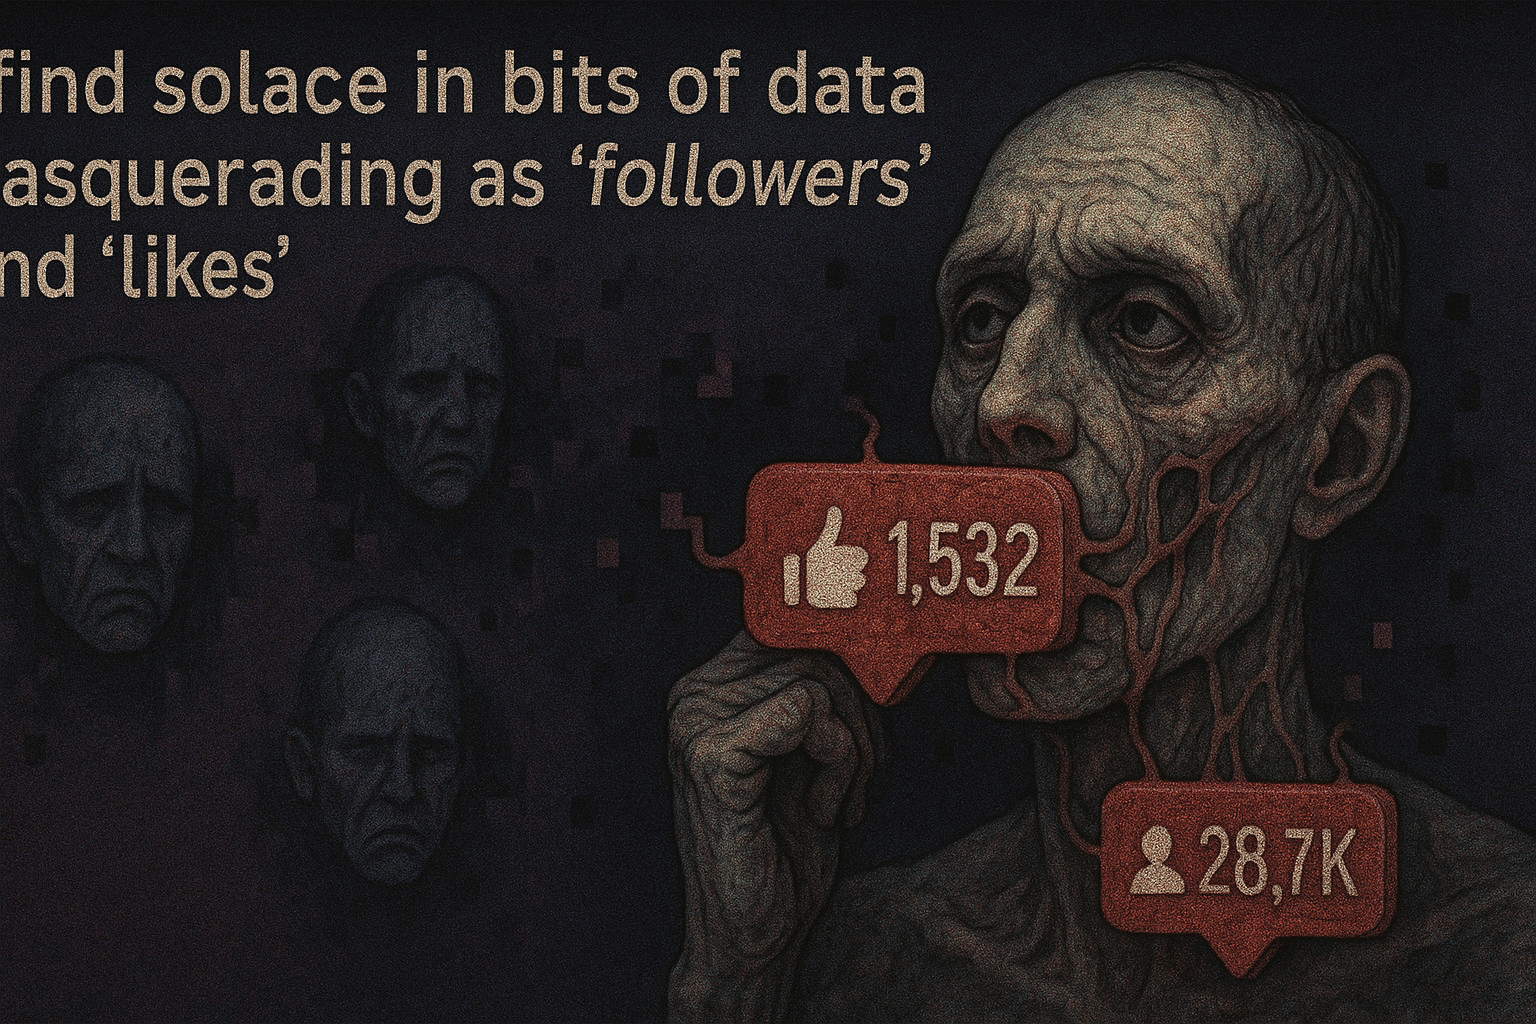 find solace in bits of data
asquerading as ‘followers’
nd ‘likes’
1,532
28,7K